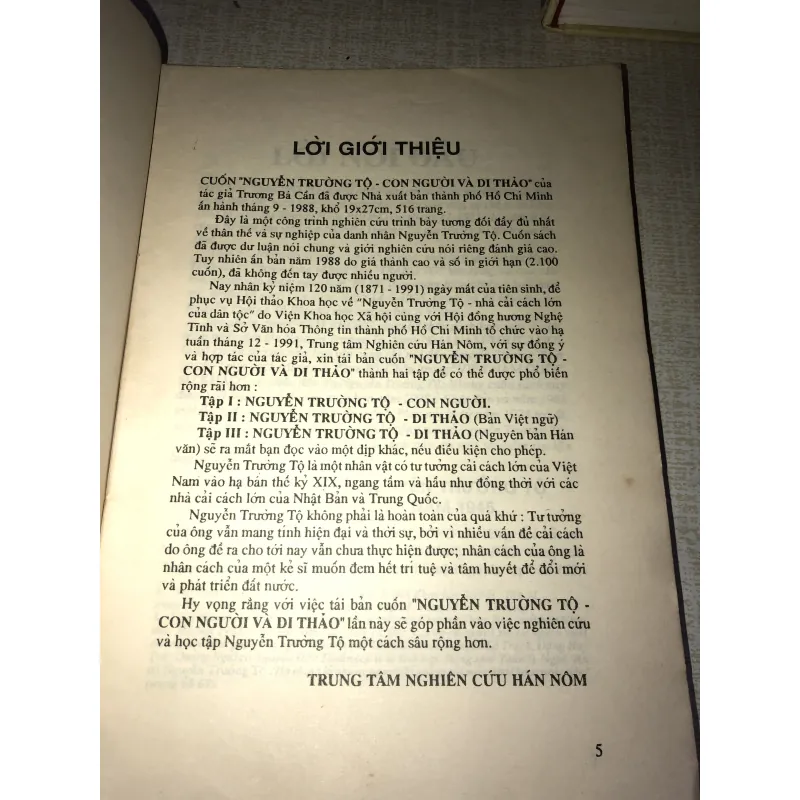 LỜI GIỚI THIỆU
CUỐN "NGUYỄN TRƯỜNG TỘ - CON NGƯỜI VÀ DI THẢO" của
tác giả Trương Bá Cần đã được Nhà xuất bản thành phố Hồ Chí Minh
ấn hành tháng 9 - 1988, khổ 19x27cm, 516 trang.
Đây là một công trình nghiên cứu trình bày tương đối đầy đủ nhất
về thân thế và sự nghiệp của danh nhân Nguyễn Trường Tộ. Cuốn sách
đã được dư luận nói chung và giới nghiên cứu nói riêng đánh giá cao.
Tuy nhiên ấn bản năm 1988 do giá thành cao và số in giới hạn (2.100
cuốn), đã không đến tay được nhiều người.
Nay nhân kỷ niệm 120 năm (1871 - 1991) ngày mất của tiên sinh, để
phục vụ Hội thảo Khoa học về "Nguyễn Trường Tộ - nhà cải cách lớn
của dân tộc" do Viện Khoa học Xã hội cùng với Hội đồng hương Nghệ
Tĩnh và Sở Văn hóa Thông tin thành phố Hồ Chí Minh tổ chức vào hạ
tuần tháng 12 - 1991, Trung tâm Nghiên cứu Hán Nôm, với sự đồng ý
và hợp tác của tác giả, xin tái bản cuốn "NGUYỄN TRƯỜNG TỘ -
CON NGƯỜI VÀ DI THẢO" thành hai tập để có thể được phổ biến
rộng rãi hơn :
Tập I : NGUYỄN TRƯỜNG TỘ - CON NGƯỜI.
Tập II : NGUYỄN TRƯỜNG TỘ - DI THẢO (Bản Việt ngữ)
Tập III : NGUYỄN TRƯỜNG TỘ - DI THẢO (Nguyên bản Hán
văn) sẽ ra mắt bạn đọc vào một dịp khác, nếu điều kiện cho phép.
Nguyễn Trường Tộ là một nhân vật có tư tưởng cải cách lớn của Việt
Nam vào hạ bán thế kỷ XIX, ngang tầm và hầu như đồng thời với các
nhà cải cách lớn của Nhật Bản và Trung Quốc.
Nguyễn Trường Tộ không phải là hoàn toàn của quá khứ : Tư tưởng
của ông vẫn mang tính hiện đại và thời sự, bởi vì nhiều vấn đề cải cách
do ông đề ra cho tới nay vẫn chưa thực hiện được; nhân cách của ông là
nhân cách của một kẻ sĩ muốn đem hết trí tuệ và tâm huyết để đổi mới
và phát triển đất nước.
Hy vọng rằng với việc tái bản cuốn "NGUYỄN TRƯỜNG TỘ -
CON NGƯỜI VÀ DI THẢO" lần này sẽ góp phần vào việc nghiên cứu
và học tập Nguyễn Trường Tộ một cách sâu rộng hơn.
TRUNG TÂM NGHIÊN CỨU HÁN NÔM
5